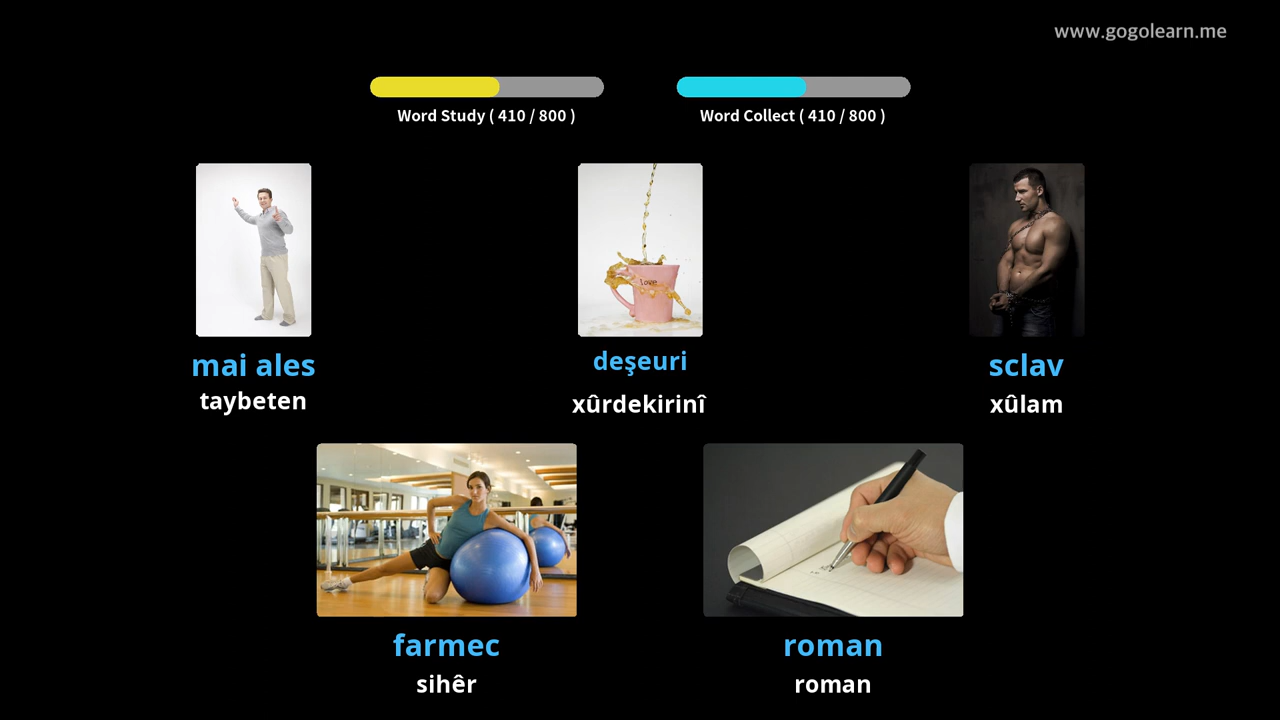 www.gogolearn.me
Word Study ( 410 / 800 )
Word Collect ( 410 / 800 )
love
mai ales
taybeten
deşeuri
xûrdekirinî
sclav
xûlam
farmec
sihêr
roman
roman